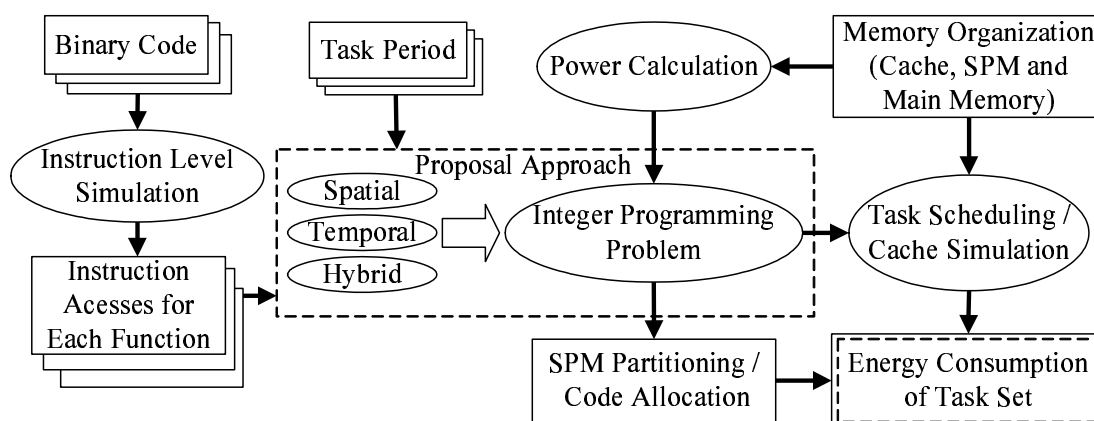 Binary Code
Task Period
Power Calculation
Memory Organization
(Cache, SPM and
Main Memory)
Instruction Level
Simulation
Proposal Approach
Spatial
Temporal
Hybrid
Integer Programming
Problem
Task Scheduling /
Cache Simulation
Instruction
Acesses for
Each Function
SPM Partitioning /
Code Allocation
Energy Consumption
of Task Set